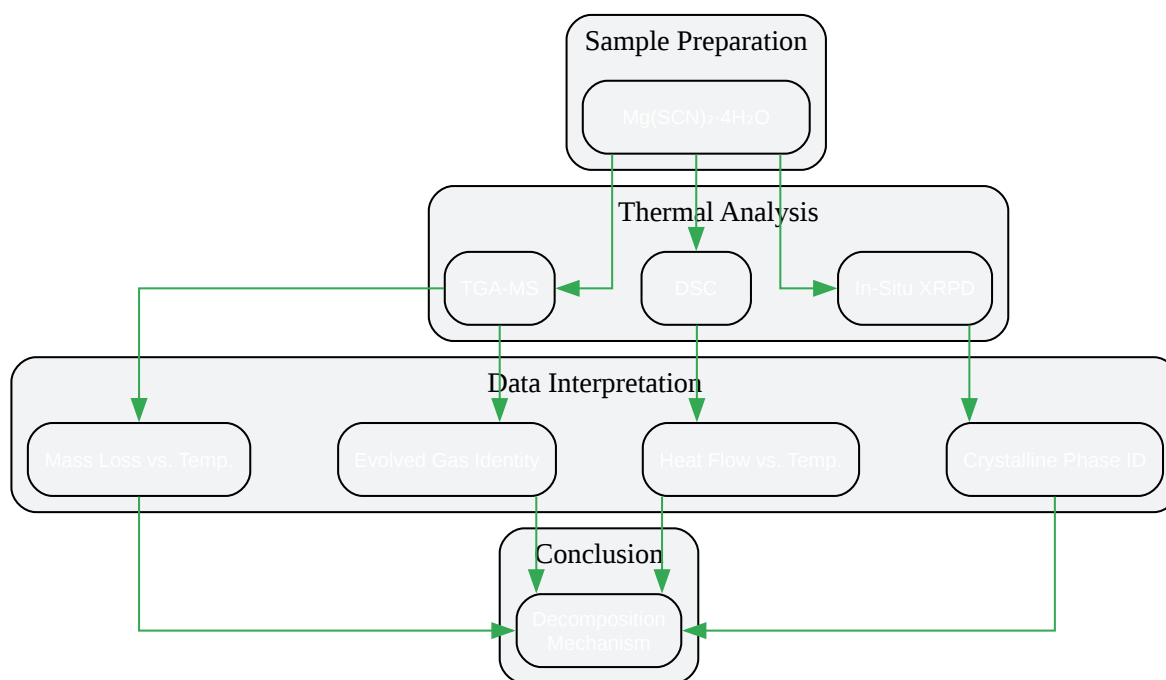 Sample Preparation
Mg(SCN)₂·4H₂O
Thermal Analysis
TGA-MS
DSC
In-Situ XRPD
Data Interpretation
Mass Loss vs. Temp.
Evolved Gas Identity
Heat Flow vs. Temp.
Crystalline Phase ID
Conclusion
Decomposition
Mechanism